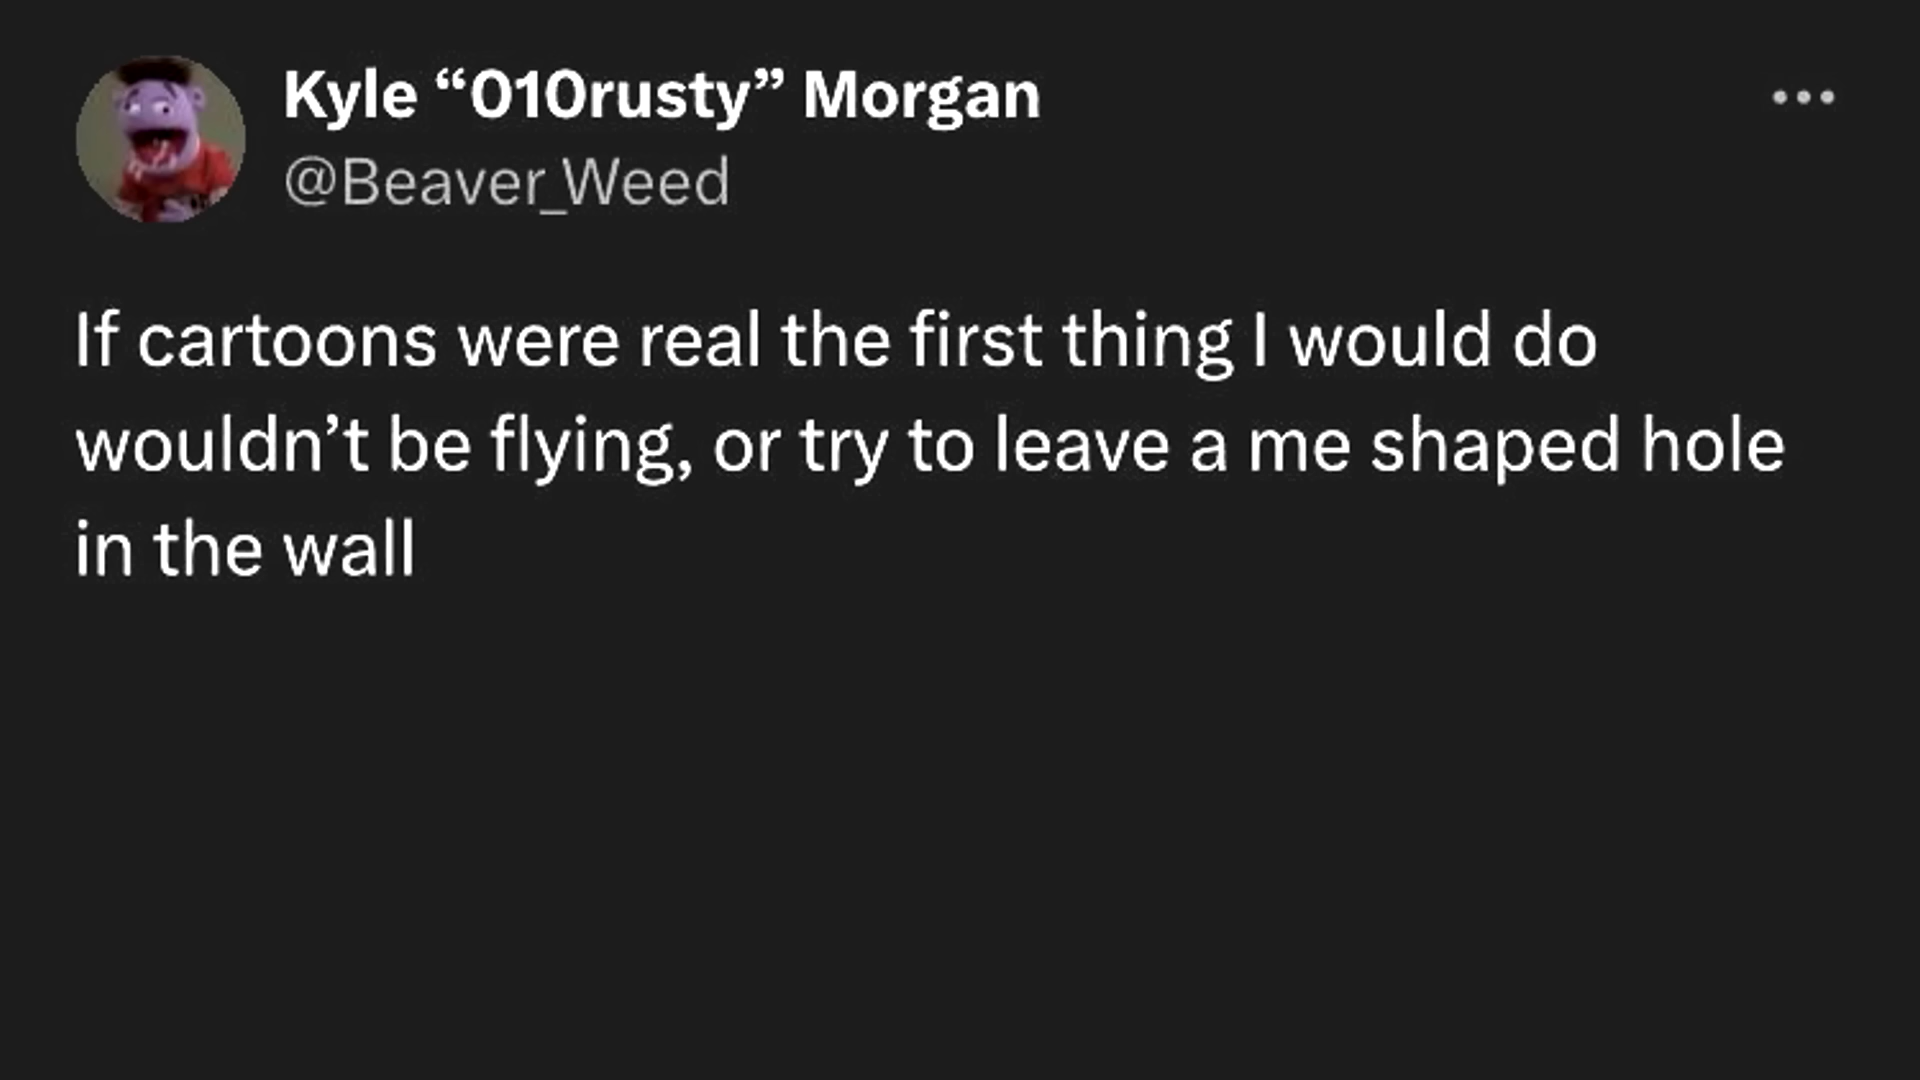 Kyle “010rusty” Morgan
@Beaver_Weed
If cartoons were real the first thing I would do
wouldn’t be flying, or try to leave a me shaped hole
in the wall